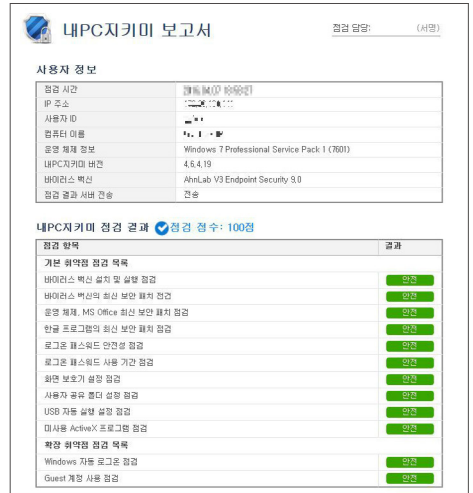 내PC지키미 보고서
점검 담당: (서명)
사용자 정보
점검 시간
IP 주소
사용자 ID
컴퓨터 이름
운영 체제 정보 Windows 7 Professional Service Pack 1 (7601)
내PC지키미 버전 4,6,4,19
바이러스 백신 AhnLab V3 Endpoint Security 9,0
점검 결과 서버 전송 전송
내PC지키미 점검 결과 점검 점수: 100점
점검 항목 결과
기본 취약점 점검 목록
바이러스 백신 설치 및 실행 점검 안전
바이러스 백신의 최신 보안 패치 점검 안전
운영 체제, MS Office 최신 보안 패치 점검 안전
한글 프로그램의 최신 보안 패치 점검 안전
로그온 패스워드 안전성 점검 안전
로그온 패스워드 사용 기간 점검 안전
화면 보호기 설정 점검 안전
사용자 공유 폴더 설정 점검 안전
USB 자동 실행 설정 점검 안전
미사용 ActiveX 프로그램 점검 안전
확장 취약점 점검 목록
Windows 자동 로그온 점검 안전
Guest 계정 사용 점검 안전